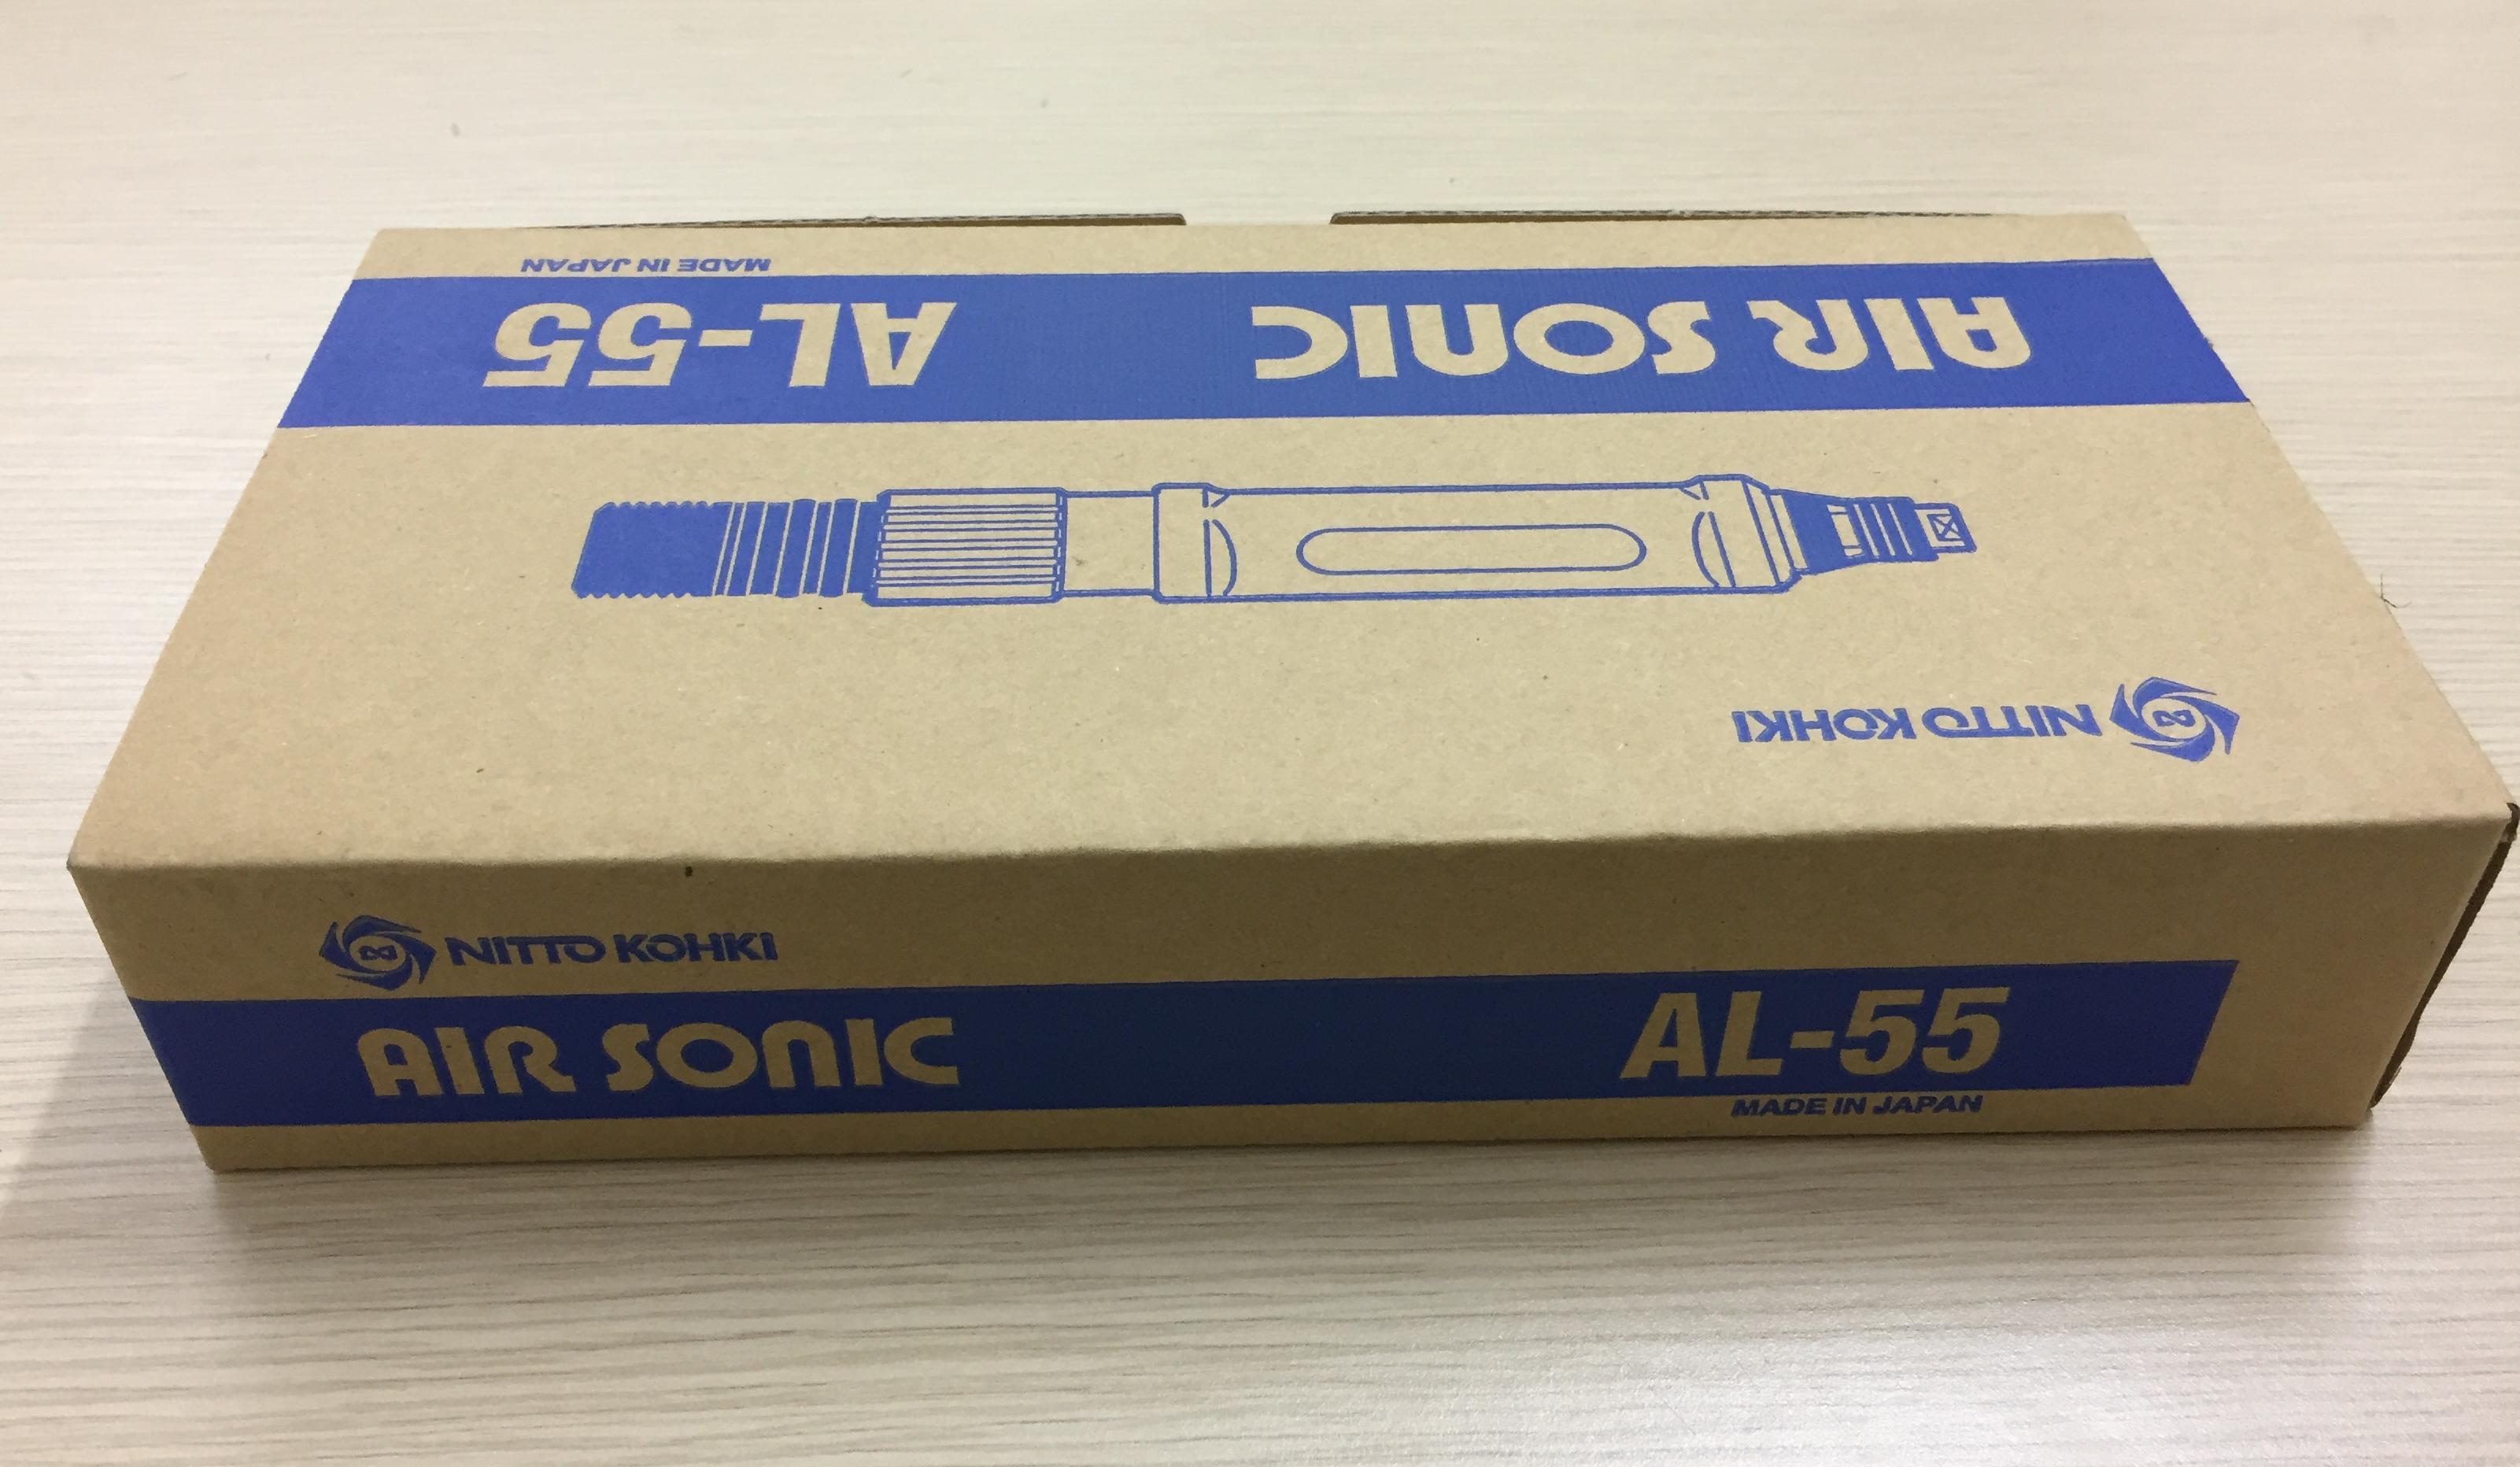 MADE IN JAPAN
AIR SONIC AL-55
NITTO KOHKI
NITTO KOHKI
AIR SONIC AL-55
MADE IN JAPAN